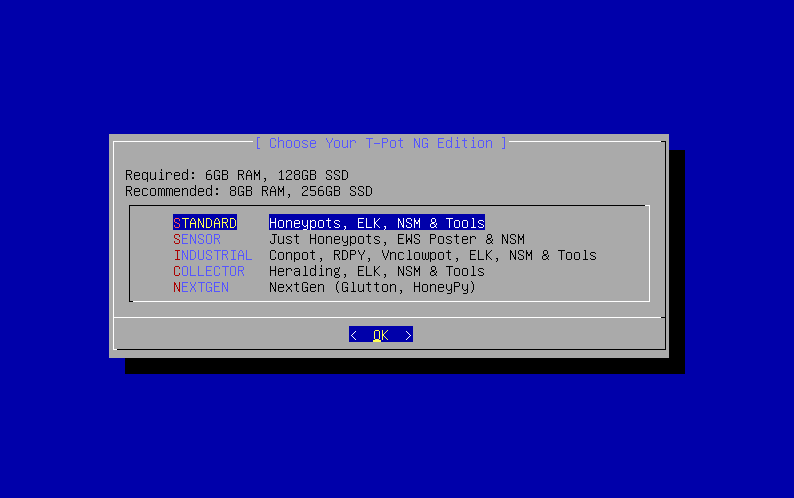 [ Choose Your T-Pot NG Edition ]
Required: 6GB RAM, 128GB SSD
Recommended: 8GB RAM, 256GB SSD
STANDARD Honeypots, ELK, NSM & Tools
SENSOR Just Honeypots, EWS Poster & NSM
INDUSTRIAL Conpot, RDPY, Vnclowpot, ELK, NSM & Tools
COLLECTOR Heralding, ELK, NSM & Tools
NEXTGEN NextGen (Glutton, HoneyPy)
< OK >